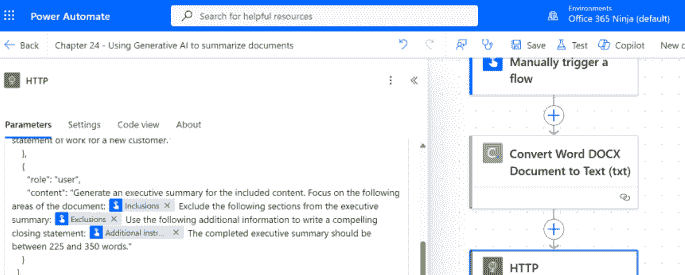 Power Automate
Search for helpful resources
Environments
Office 365 Ninja (default)
Back
Chapter 24 - Using Generative AI to summarize documents
Save
Test
Copilot
New d
HTTP
Parameters
Settings
Code view
About
statement of work for a new customer."
},
{
"role": "user",
"content": "Generate an executive summary for the included content. Focus on the following
areas of the document: Inclusions × Exclude the following sections from the executive
summary: Exclusions × Use the following additional information to write a compelling
closing statement: Additional instr... × The completed executive summary should be
between 225 and 350 words."
}
]
Manually trigger a
flow
Convert Word DOCX
Document to Text (txt)
HTTP